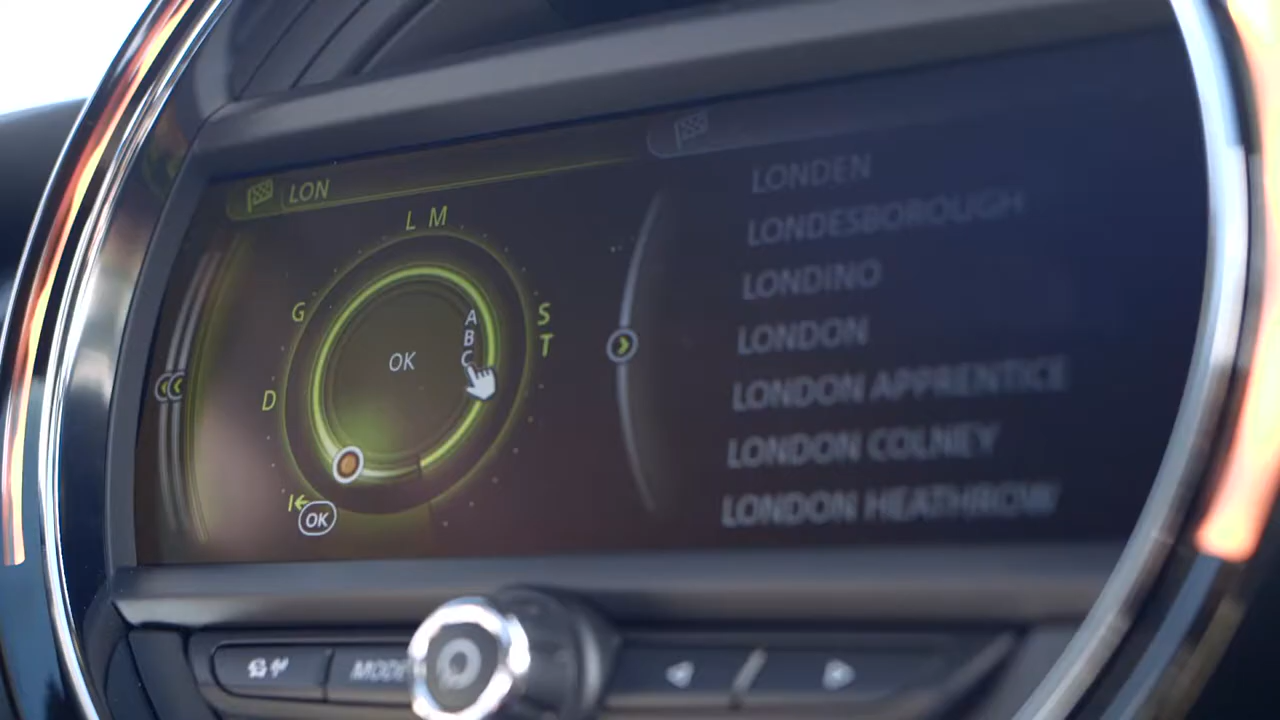 LON
L M
G
S
A
B
C
T
OK
D
OK
LONDEN
LONDESBOROUGH
LONDINO
LONDON
LONDON APPRENTICE
LONDON COLNEY
LONDON HEATHROW
MODE